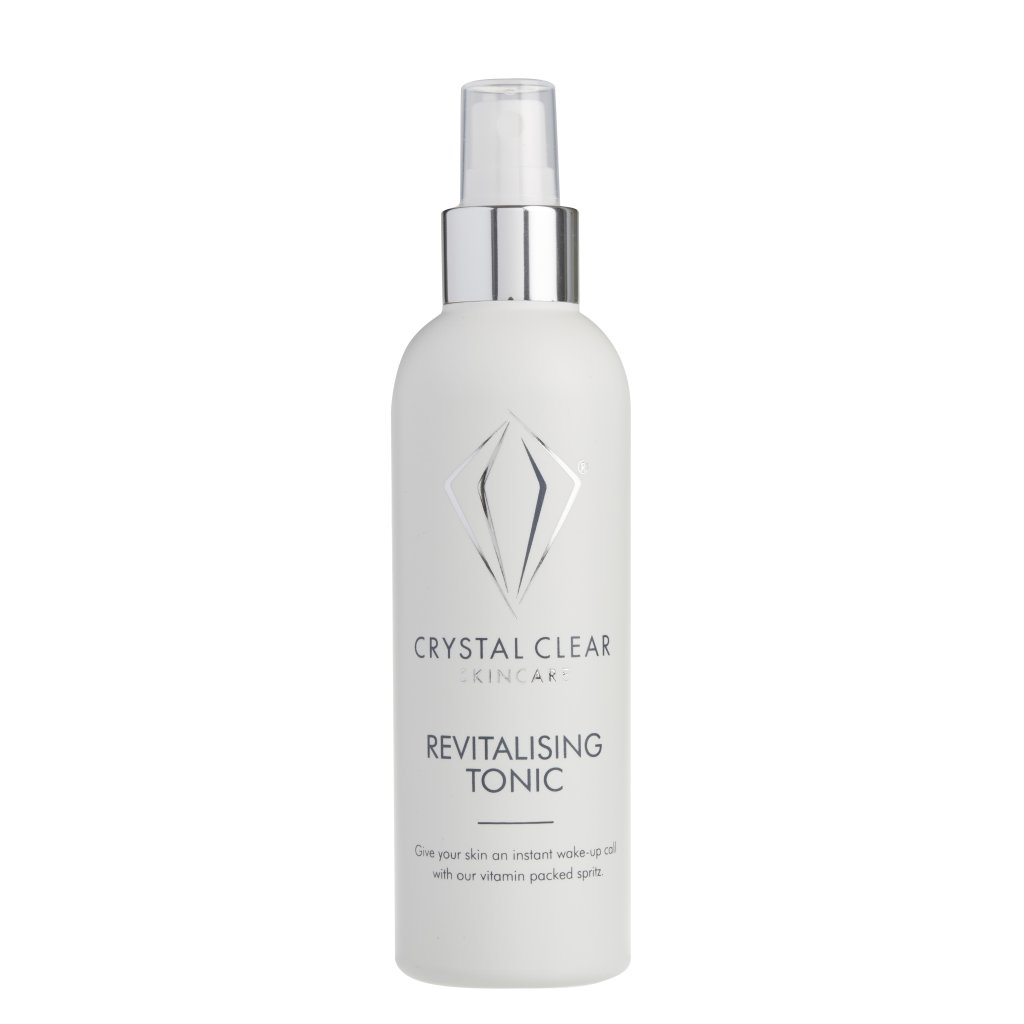 ®
CRYSTAL CLEAR
SKINCARE
REVITALISING
TONIC
Give your skin an instant wake-up call
with our vitamin packed spritz.